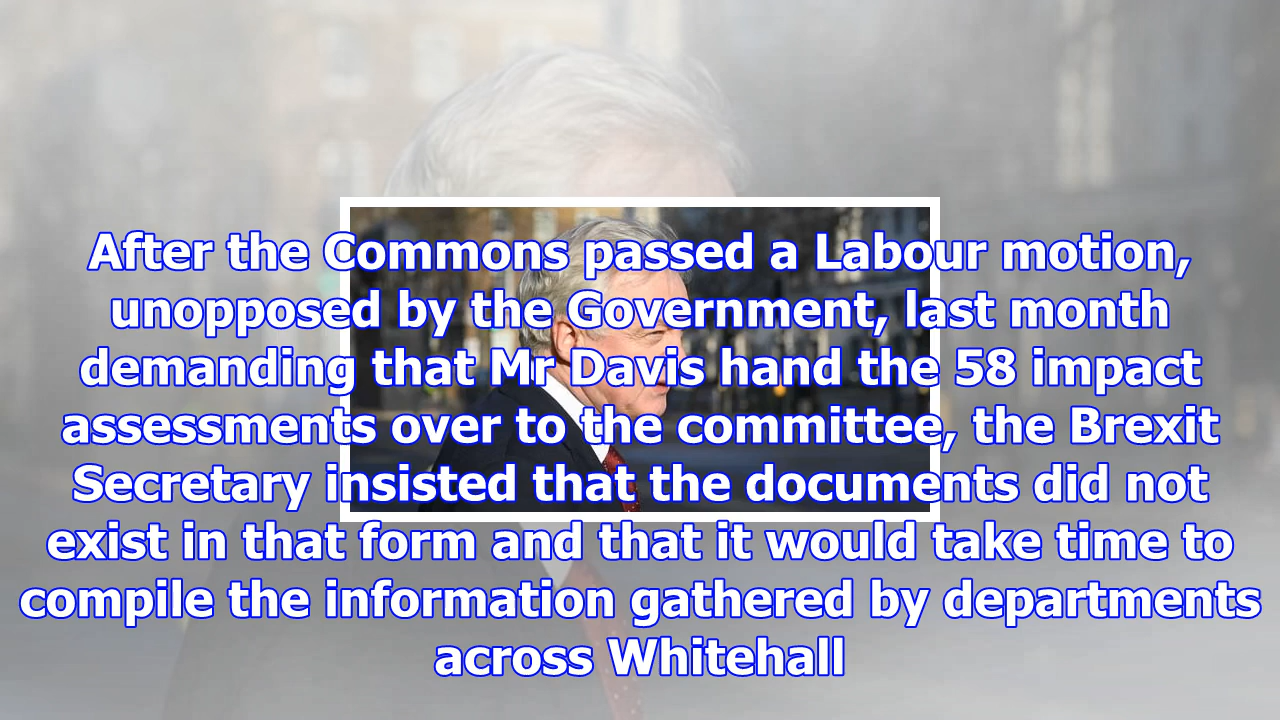 After the Commons passed a Labour motion,
unopposed by the Government, last month
demanding that Mr Davis hand the 58 impact
assessments over to the committee, the Brexit
Secretary insisted that the documents did not
exist in that form and that it would take time to
compile the information gathered by departments
across Whitehall